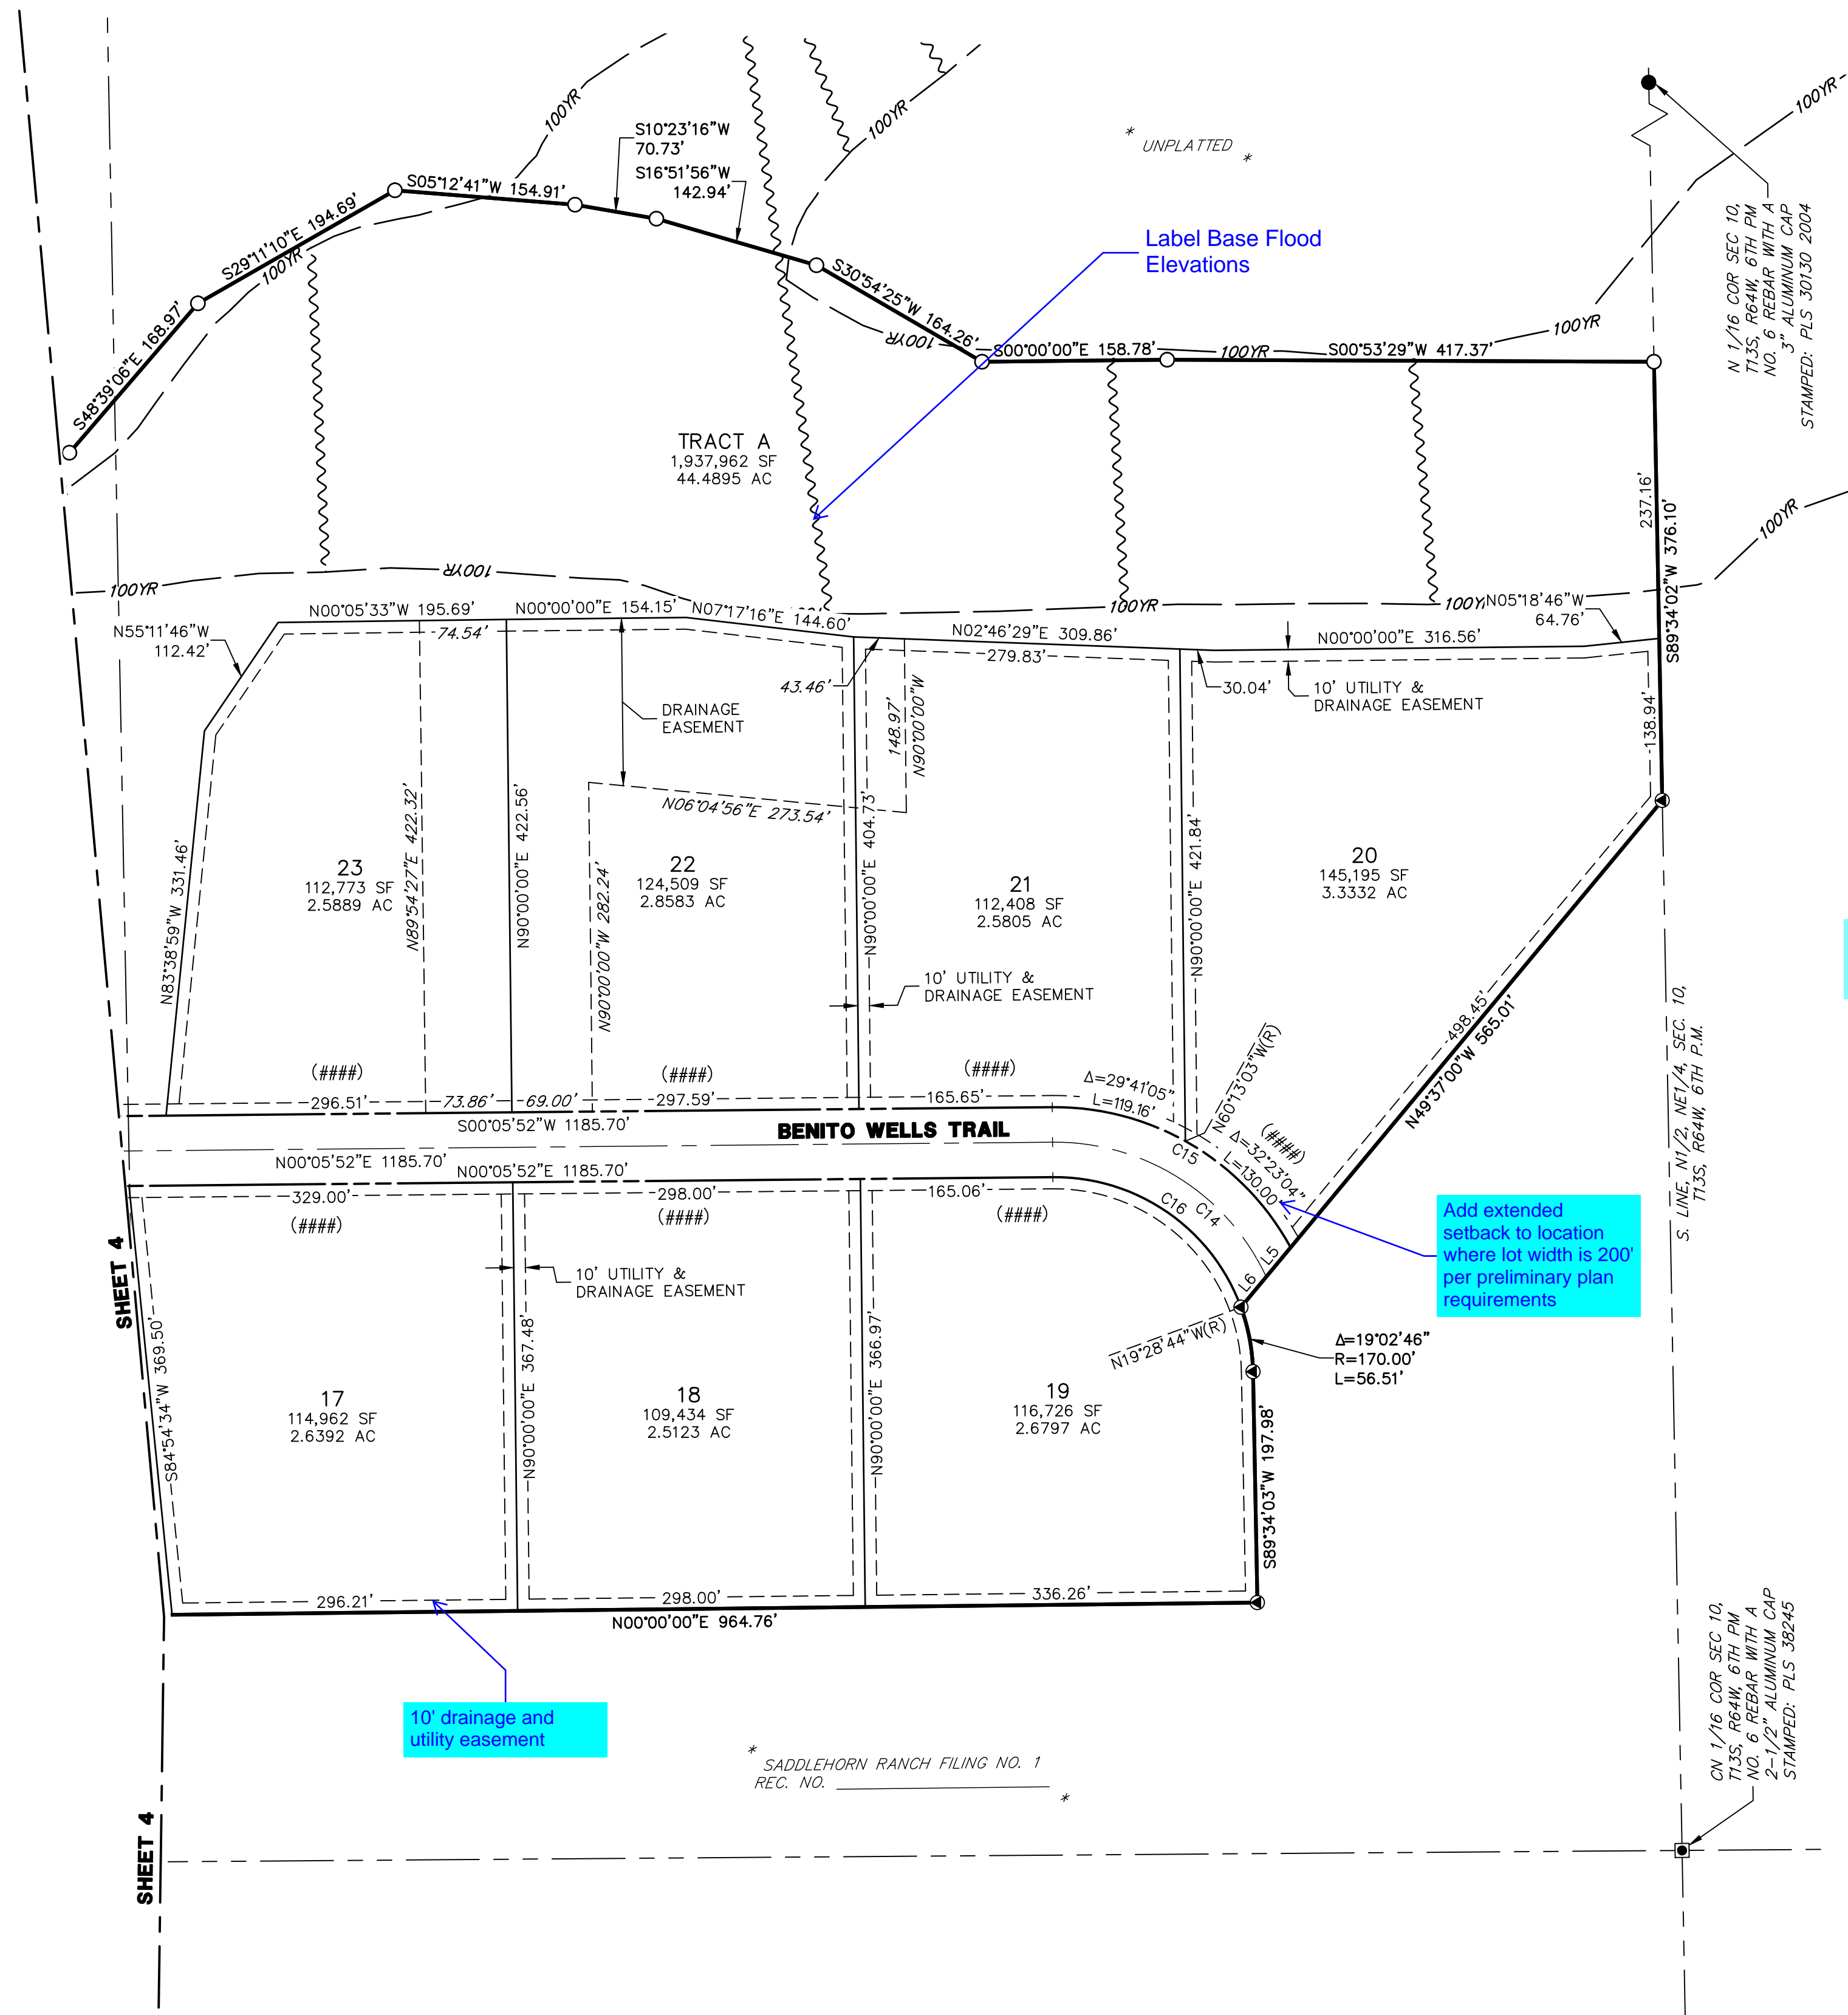 100YR
100YR
100YR
S10°23'16"W
70.73'
S16°51'56"W
142.94'
*
UNPLATTED
*
S05°12'41"W 154.91'
S29°11'10"E 194.69'
100YR
S48°39'06"E 168.97'
S30°54'25"W 164.26'
100YR
S00°00'00"E 158.78'
100YR
S00°53'29"W 417.37'
100YR
Label Base Flood
Elevations
N 1/16 COR SEC 10,
T13S, R64W, 6TH PM
NO. 6 REBAR WITH A
3" ALUMINUM CAP
STAMPED: PLS 30130 2004
TRACT A
1,937,962 SF
44.4895 AC
237.16'
S89°34'02"W 376.10'
100YR
100YR
100YR
100YR
100Y
N00°05'33"W 195.69'
N00°00'00"E 154.15'
N07°17'16"E 144.60'
N05°18'46"W
64.76'
N55°11'46"W
112.42'
74.54'
N02°46'29"E 309.86'
279.83'
N00°00'00"E 316.56'
43.46'
30.04'
10' UTILITY &
DRAINAGE EASEMENT
138.94'
DRAINAGE
EASEMENT
148.97'
N90°00'00"W
N06°04'56"E 273.54'
N83°38'59"W 331.46'
N89°54'27"E 422.32'
N90°00'00"E 422.56'
N90°00'00"W 282.24'
N90°00'00"E 404.73'
N90°00'00"E 421.84'
23
112,773 SF
2.5889 AC
22
124,509 SF
2.8583 AC
21
112,408 SF
2.5805 AC
20
145,195 SF
3.3332 AC
10' UTILITY &
DRAINAGE EASEMENT
498.45'
N49°37'00"W 565.01'
S. LINE, N1/2, NE1/4, SEC. 10,
T13S, R64W, 6TH P.M.
(####)
(####)
(####)
296.51'
73.86'
69.00'
297.59'
165.65'
Δ=29°41'05"
L=119.16'
N60°13'03"W(R)
(####)
Δ=32°23'04"
L=130.00'
S00°05'52"W 1185.70'
BENITO WELLS TRAIL
C15
N00°05'52"E 1185.70'
N00°05'52"E 1185.70'
329.00'
298.00'
165.06'
C16
C14
(####)
(####)
(####)
L5
L6
Add extended
setback to location
where lot width is 200'
per preliminary plan
requirements
SHEET 4
10' UTILITY &
DRAINAGE EASEMENT
N19°28'44"W(R)
Δ=19°02'46"
R=170.00'
L=56.51'
S84°54'34"W 369.50'
N90°00'00"E 367.48'
N90°00'00"E 366.97'
17
114,962 SF
2.6392 AC
18
109,434 SF
2.5123 AC
19
116,726 SF
2.6797 AC
S89°34'03"W 197.98'
296.21'
298.00'
336.26'
N00°00'00"E 964.76'
10' drainage and
utility easement
*
SADDLEHORN RANCH FILING NO. 1
REC. NO.
*
CN 1/16 COR SEC 10,
T13S, R64W, 6TH PM
NO. 6 REBAR WITH A
2-1/2" ALUMINUM CAP
STAMPED: PLS 38245
SHEET 4